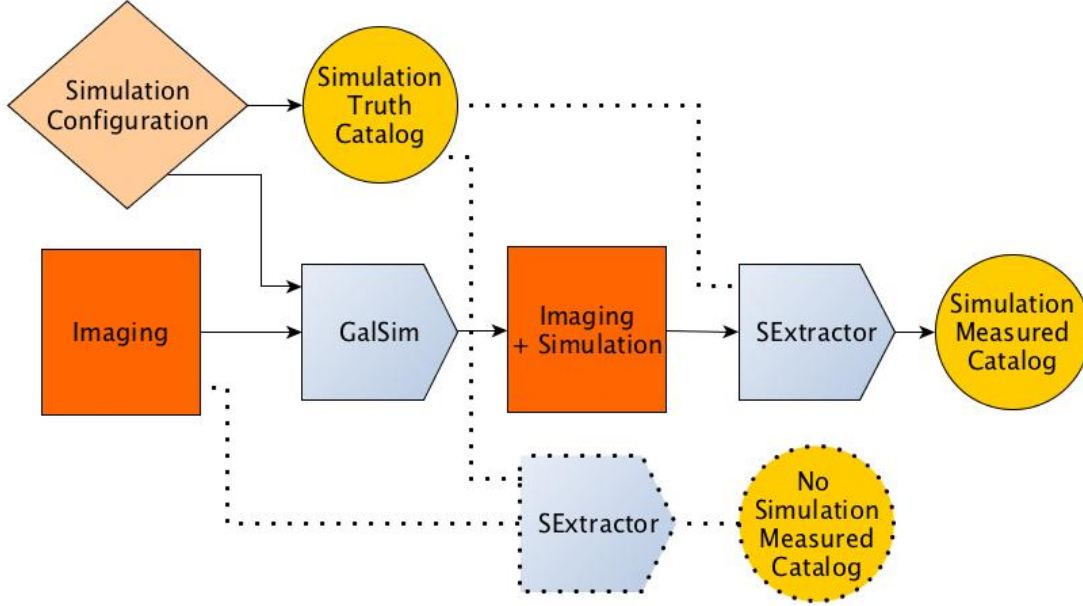 Simulation
Configuration
Simulation
Truth
Catalog
Imaging
GalSim
Imaging
+ Simulation
SExtractor
Simulation
Measured
Catalog
SExtractor
No
Simulation
Measured
Catalog